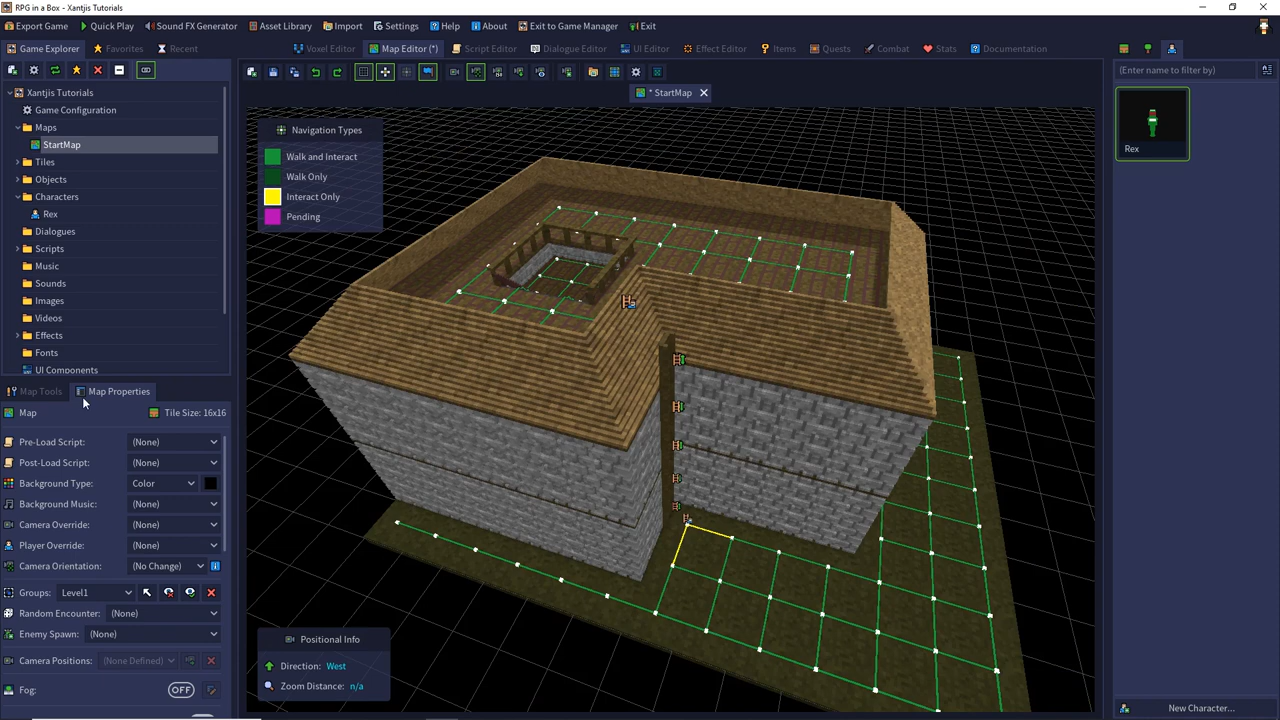 RPG in a Box — Xantjis Tutorials
Export Game Quick Play Sound FX Generator Asset Library Import Settings Help About Exit to Game Manager Exit
Game Explorer Favorites Recent
Voxel Editor Map Editor (*) Script Editor Dialogue Editor UI Editor Effect Editor Items Quests Combat Stats Documentation
(Enter name to filter by)
* StartMap
Xantjis Tutorials
Game Configuration
Maps
StartMap
Tiles
Objects
Characters
Rex
Dialogues
Scripts
Music
Sounds
Images
Videos
Effects
Fonts
UI Components
Map Tools Map Properties
Map Tile Size: 16x16
Pre-Load Script: (None)
Post-Load Script: (None)
Background Type: Color
Background Music: (None)
Camera Override: (None)
Player Override: (None)
Camera Orientation: (No Change)
Groups: Level1
Random Encounter: (None)
Enemy Spawn: (None)
Camera Positions: (None Defined)
Fog: OFF
Navigation Types
Walk and Interact
Walk Only
Interact Only
Pending
Positional Info
Direction: West
Zoom Distance: n/a
Rex
New Character...